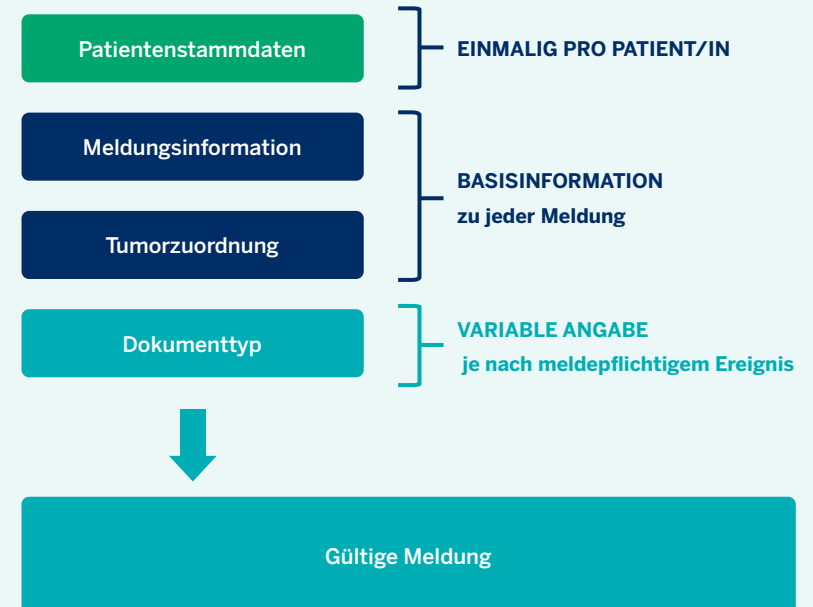 Patientenstammdaten
EINMALIG PRO PATIENT/IN
Meldungsinformation
BASISINFORMATION
zu jeder Meldung
Tumorzuordnung
Dokumenttyp
VARIABLE ANGABE
je nach meldepflichtigem Ereignis
Gültige Meldung